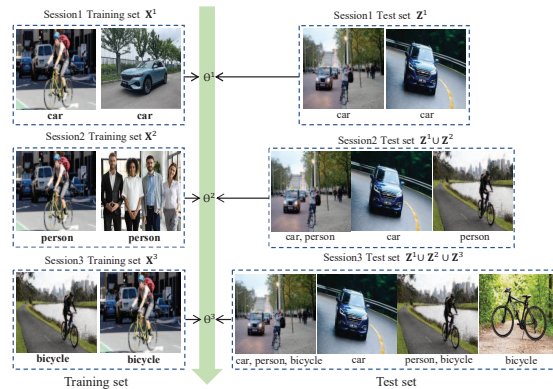 Session1 Training set X¹
Session1 Test set Z¹
car
car
θ¹
car
car
Session2 Training set X²
Session2 Test set Z¹∪ Z²
person
person
θ²
car, person
car
person
Session3 Training set X³
Session3 Test set Z¹∪ Z² ∪ Z³
bicycle
bicycle
θ³
car, person, bicycle
car
person, bicycle
bicycle
Training set
Test set